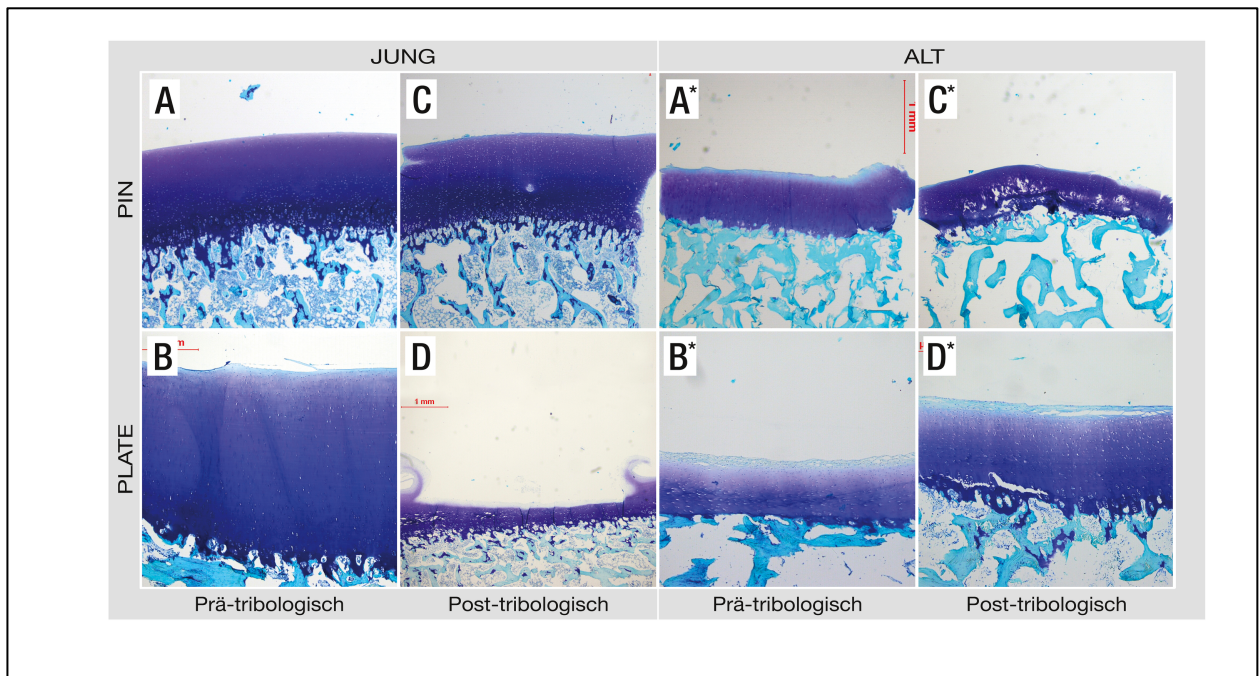 JUNG
ALT
PIN
A
C
A*
1 mm
C*
PLATE
B
D
1 mm
B*
D*
Prä-tribologisch
Post-tribologisch
Prä-tribologisch
Post-tribologisch